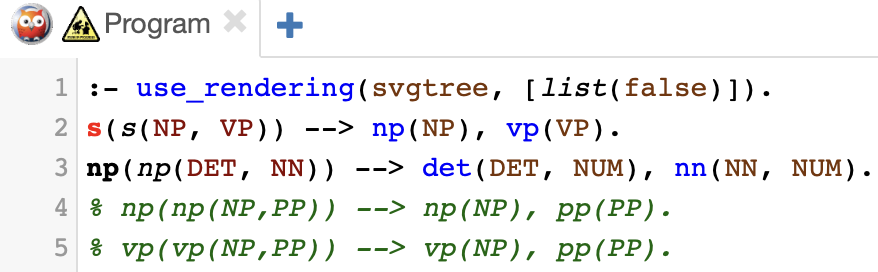 Program
1 :- use_rendering(svgtree, [list(false)]).
2 s(s(NP, VP)) --> np(NP), vp(VP).
3 np(np(DET, NN)) --> det(DET, NUM), nn(NN, NUM).
4 % np(np(NP,PP)) --> np(NP), pp(PP).
5 % vp(vp(NP,PP)) --> vp(NP), pp(PP).